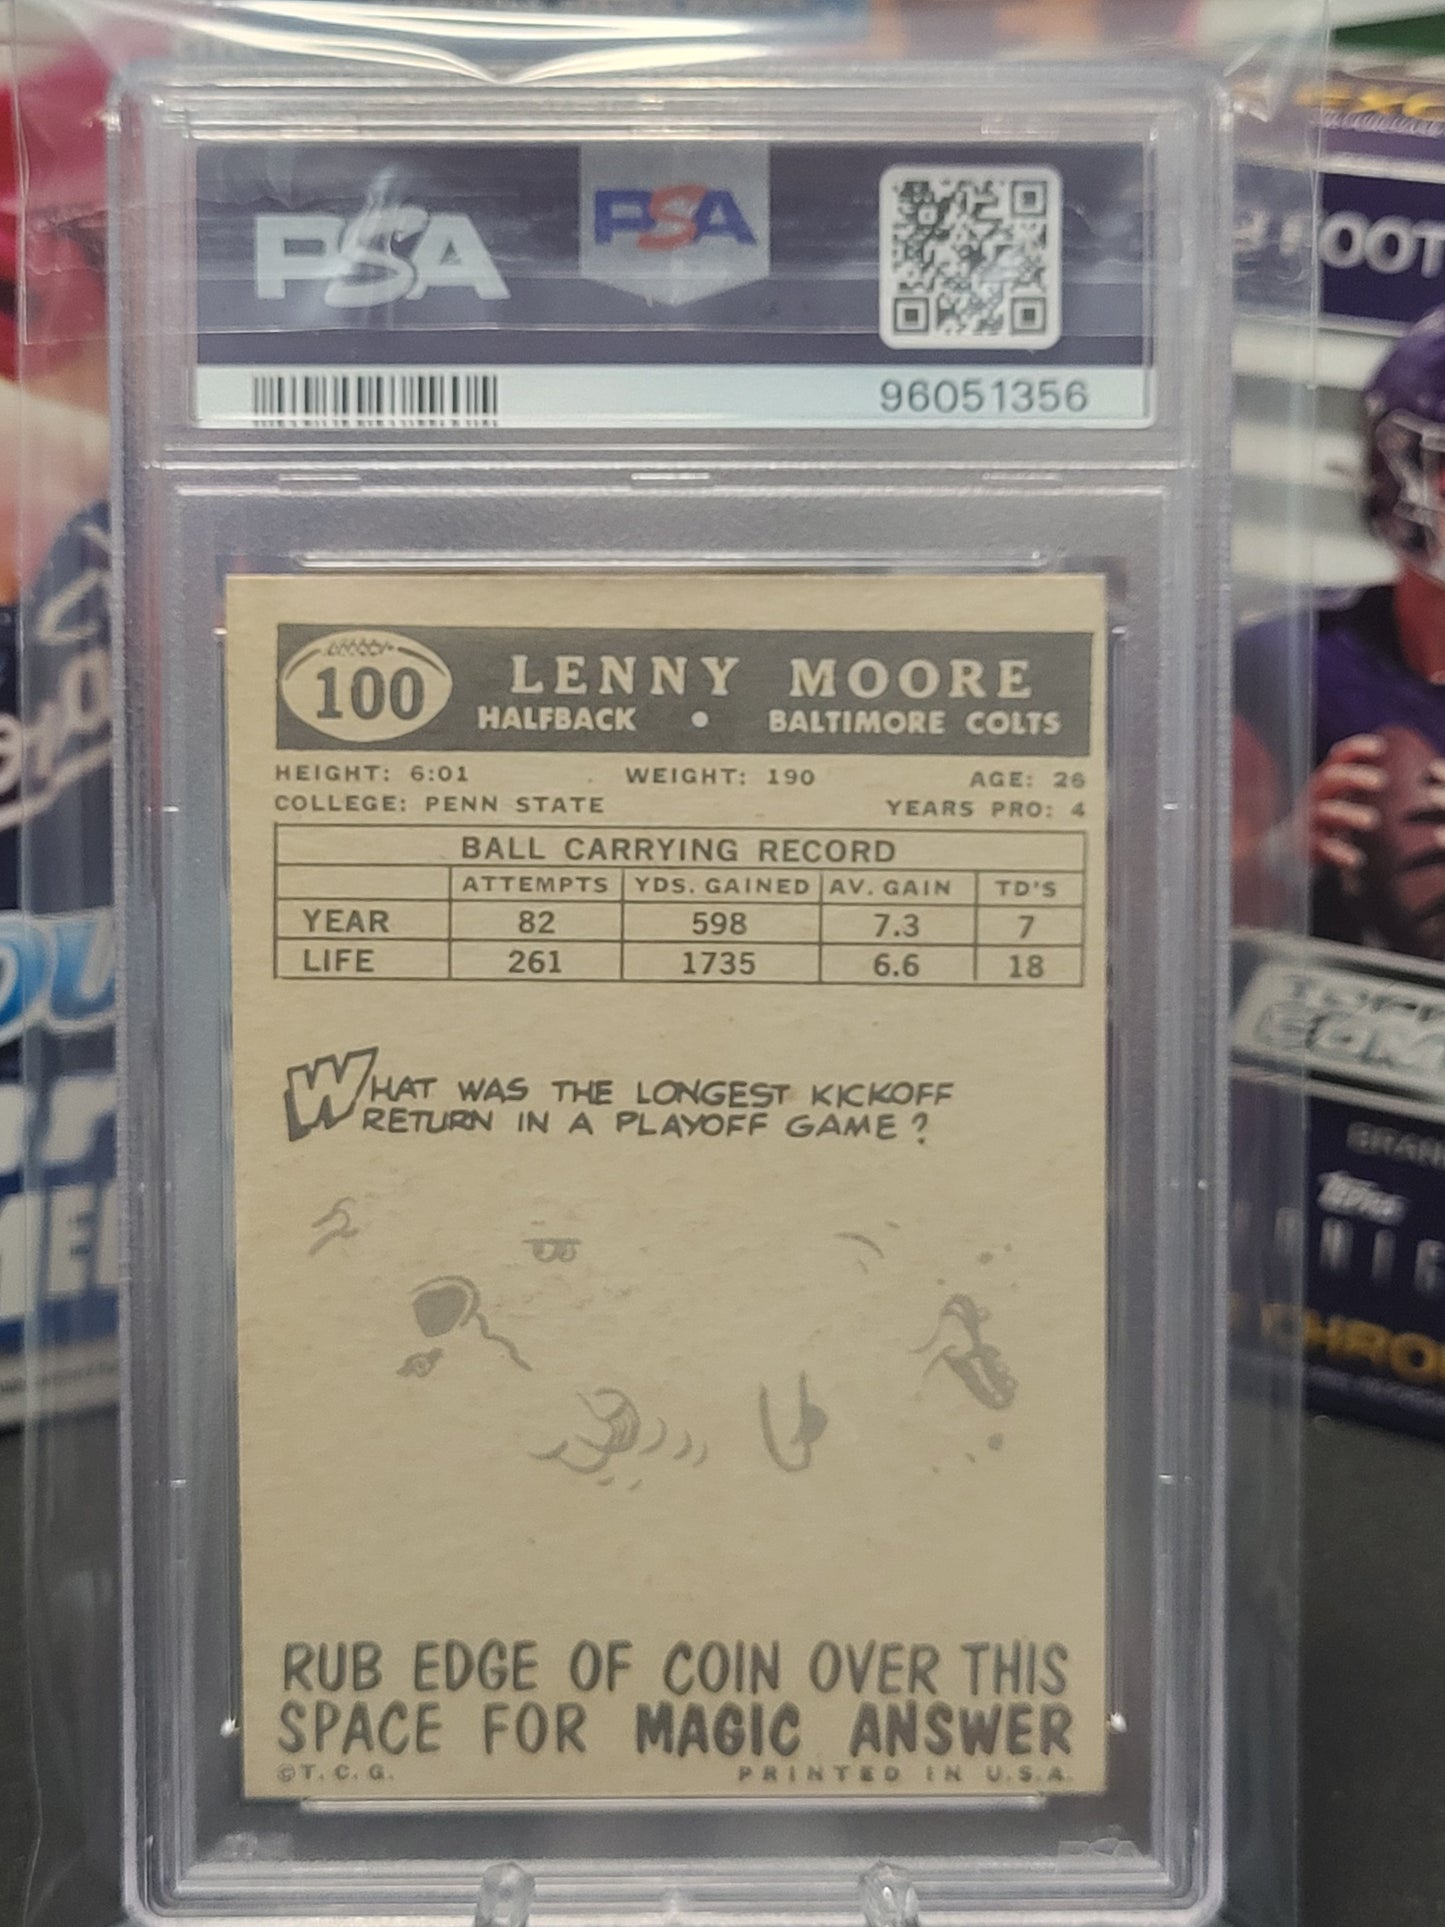 PSA
PSA
96051356
FOOT
100
LENNY MOORE
HALFBACK • BALTIMORE COLTS
HEIGHT: 6:01 WEIGHT: 190 AGE: 26
COLLEGE: PENN STATE YEARS PRO: 4
BALL CARRYING RECORD
ATTEMPTS YDS. GAINED AV. GAIN TD'S
YEAR 82 598 7.3 7
LIFE 261 1735 6.6 18
WHAT WAS THE LONGEST KICKOFF
RETURN IN A PLAYOFF GAME?
RUB EDGE OF COIN OVER THIS
SPACE FOR MAGIC ANSWER
©T. C. G. PRINTED IN U.S.A.
TOPPS
CHRO